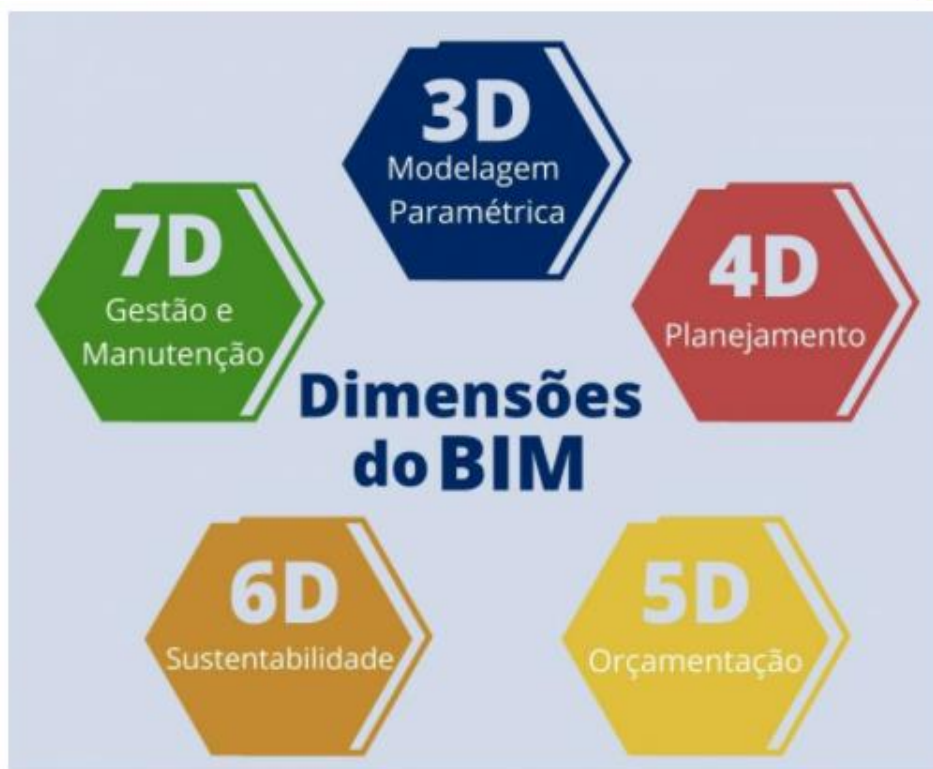 3D
Modelagem
Paramétrica
7D
Gestão e
Manutenção
4D
Planejamento
Dimensões
do BIM
6D
Sustentabilidade
5D
Orçamentação